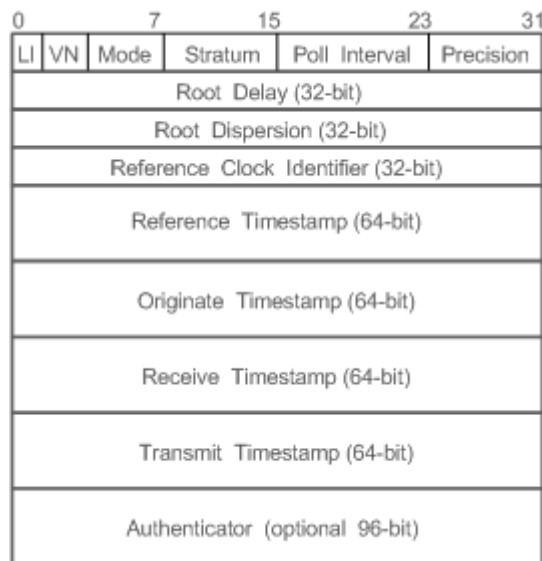 0 7 15 23 31
LI VN Mode Stratum Poll Interval Precision
Root Delay (32-bit)
Root Dispersion (32-bit)
Reference Clock Identifier (32-bit)
Reference Timestamp (64-bit)
Originate Timestamp (64-bit)
Receive Timestamp (64-bit)
Transmit Timestamp (64-bit)
Authenticator (optional 96-bit)